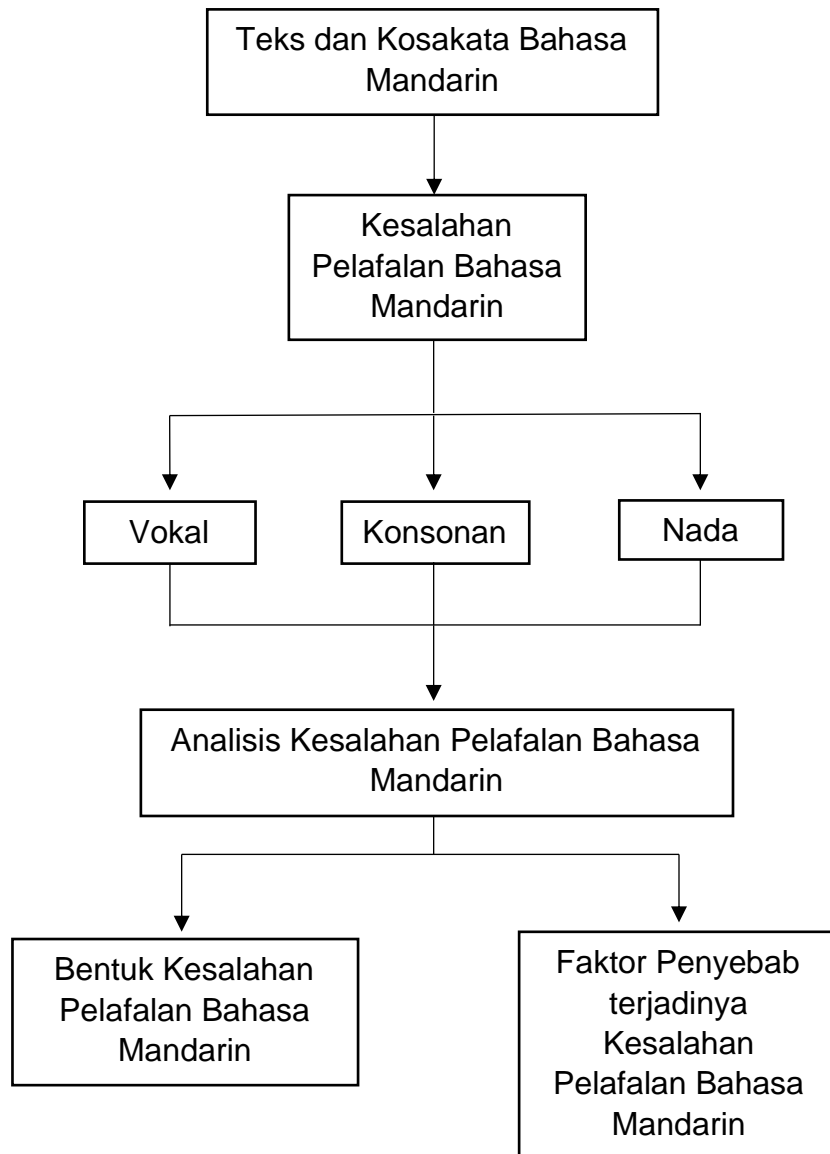 Teks dan Kosakata Bahasa
Mandarin
Kesalahan
Pelafalan Bahasa
Mandarin
Vokal
Konsonan
Nada
Analisis Kesalahan Pelafalan Bahasa
Mandarin
Bentuk Kesalahan
Pelafalan Bahasa
Mandarin
Faktor Penyebab
terjadinya
Kesalahan
Pelafalan Bahasa
Mandarin